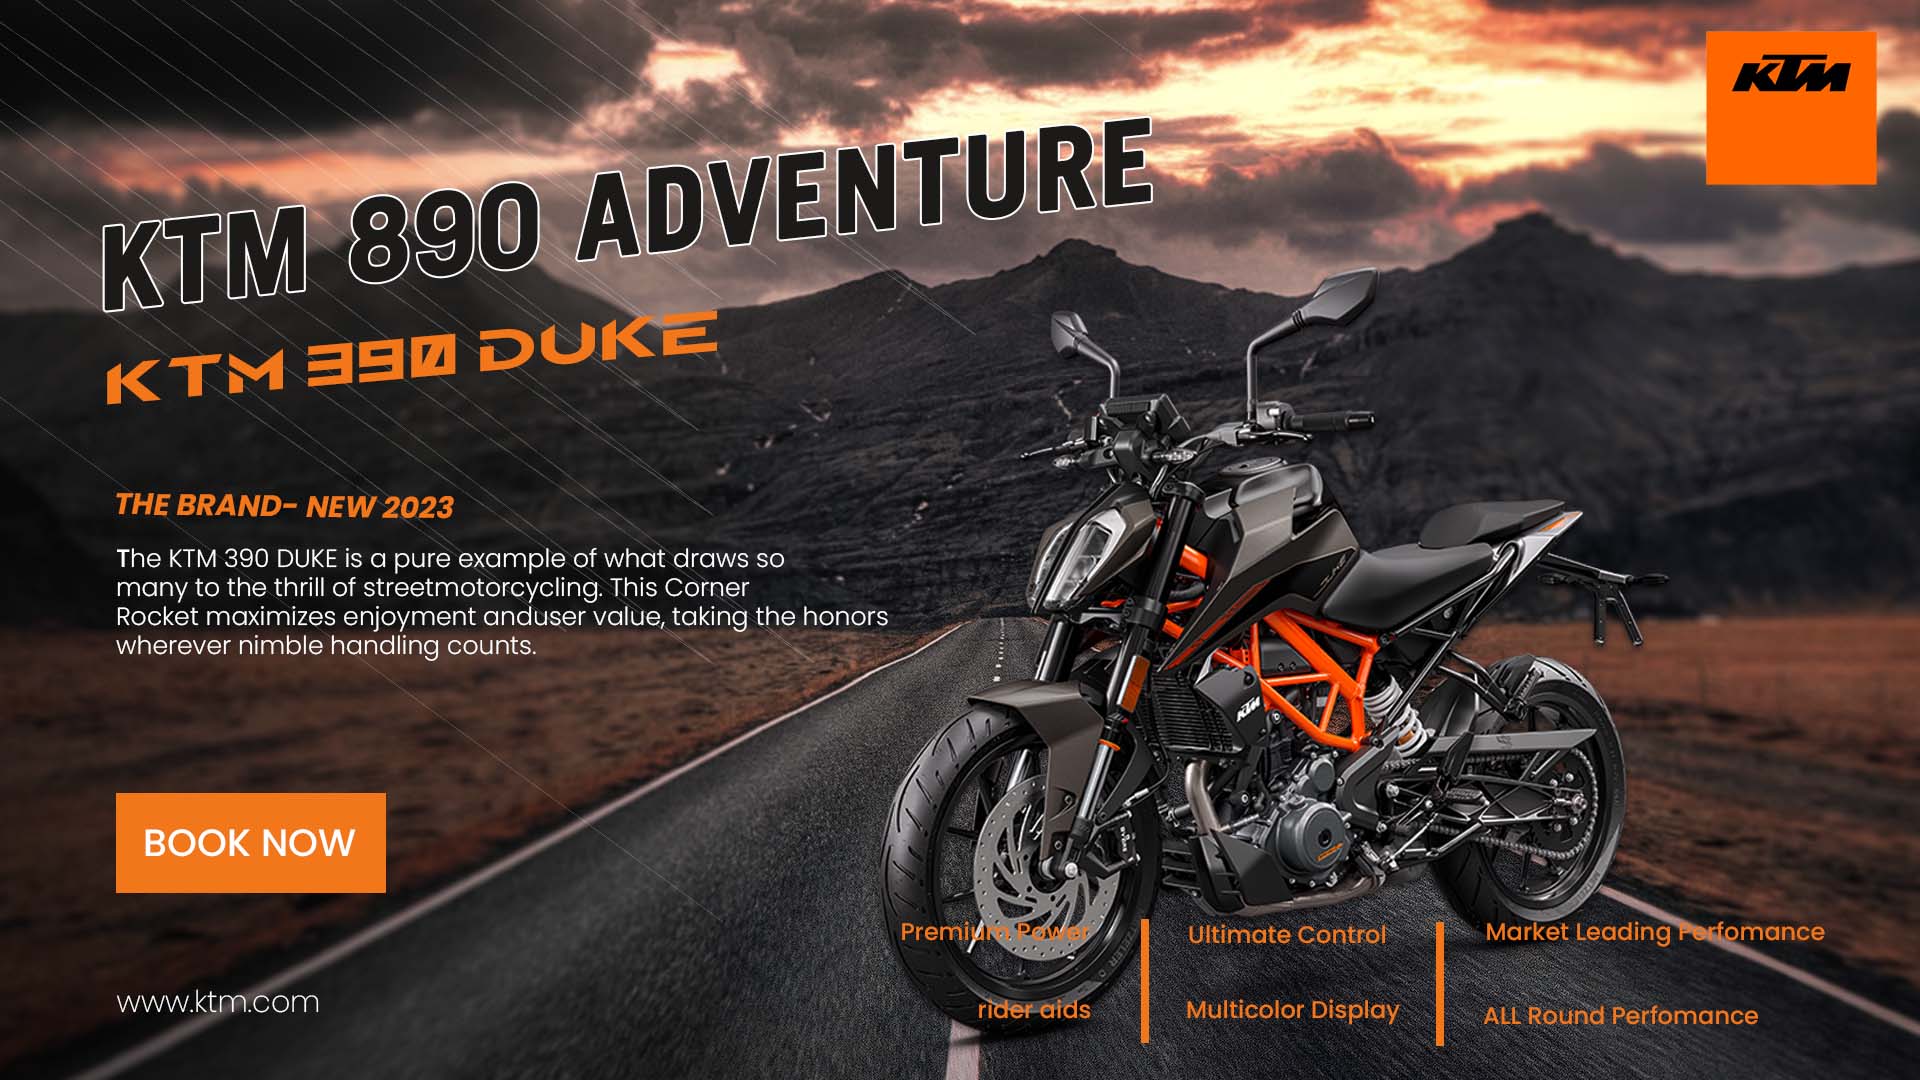 KTM
KTM 890 ADVENTURE
KTM 390 DUKE
THE BRAND- NEW 2023
The KTM 390 DUKE is a pure example of what draws so
many to the thrill of streetmotorcycling. This Corner
Rocket maximizes enjoyment anduser value, taking the honors
wherever nimble handling counts.
DUKE
KTM
BOOK NOW
Premium Power
Ultimate Control
Market Leading Perfomance
rider aids
Multicolor Display
ALL Round Perfomance
www.ktm.com